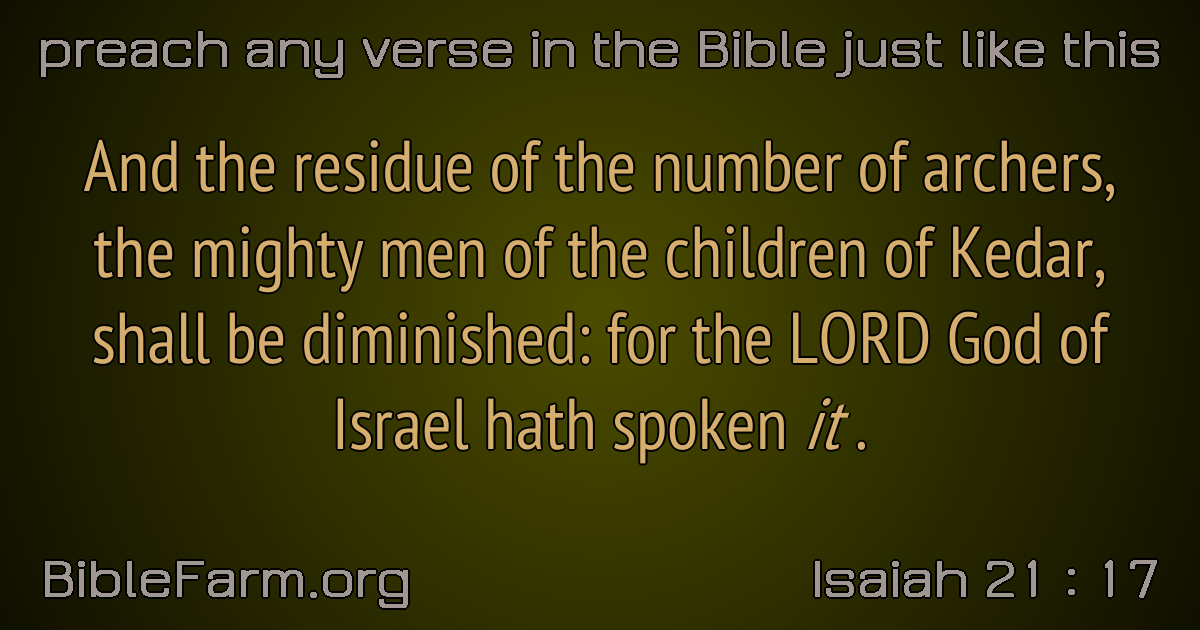 preach any verse in the Bible just like this
And the residue of the number of archers,
the mighty men of the children of Kedar,
shall be diminished: for the LORD God of
Israel hath spoken it .
BibleFarm.org
Isaiah 21 : 17